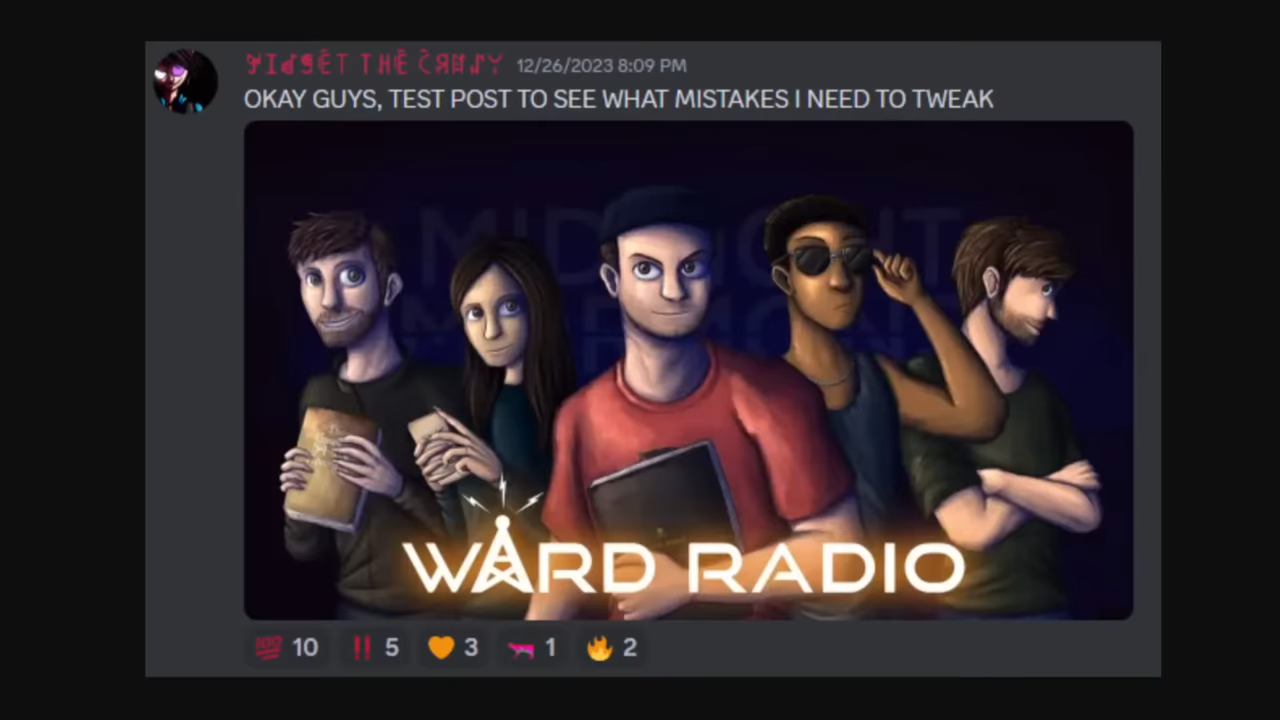 12/26/2023 8:09 PM
OKAY GUYS, TEST POST TO SEE WHAT MISTAKES I NEED TO TWEAK
MIDNIGHT
WARD RADIO
10 5 3 1 2